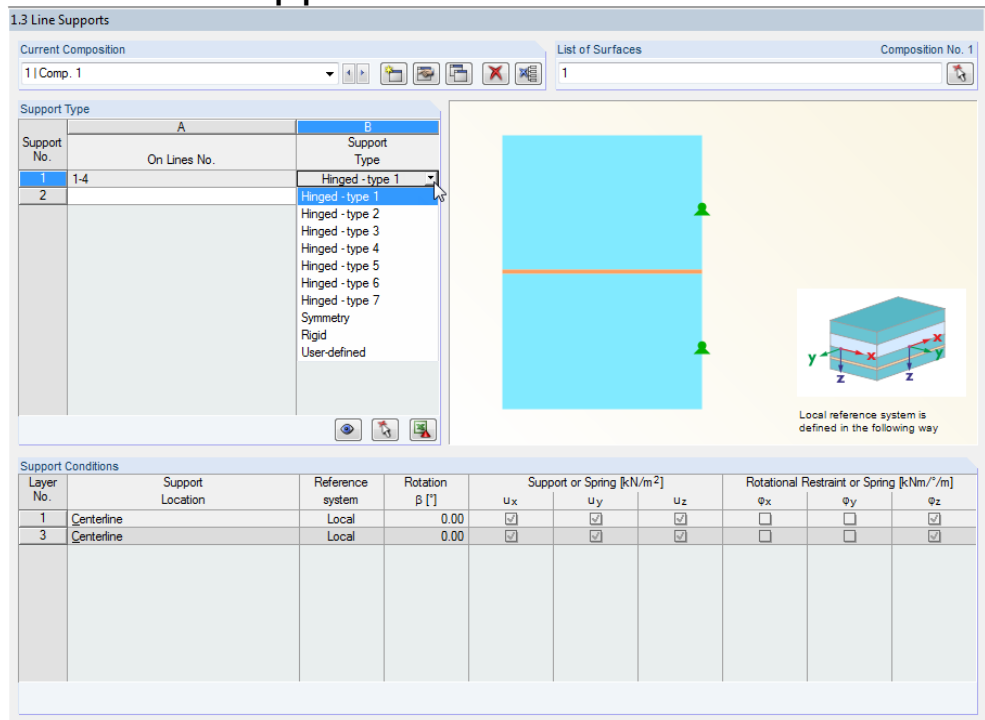 1.3 Line Supports
Current Composition
List of Surfaces
Composition No. 1
1 | Comp. 1
1
Support Type
A
B
Support No.
On Lines No.
Support Type
1
1-4
Hinged - type 1
2
Hinged - type 1
Hinged - type 2
Hinged - type 3
Hinged - type 4
Hinged - type 5
Hinged - type 6
Hinged - type 7
Symmetry
Rigid
User-defined
x
y
y
x
z
z
Local reference system is
defined in the following way
Support Conditions
Layer No.
Support Location
Reference system
Rotation β [°]
Support or Spring [kN/m²]
Rotational Restraint or Spring [kNm/°/m]
ux uy uz φx φy φz
1 Centerline Local 0.00
3 Centerline Local 0.00